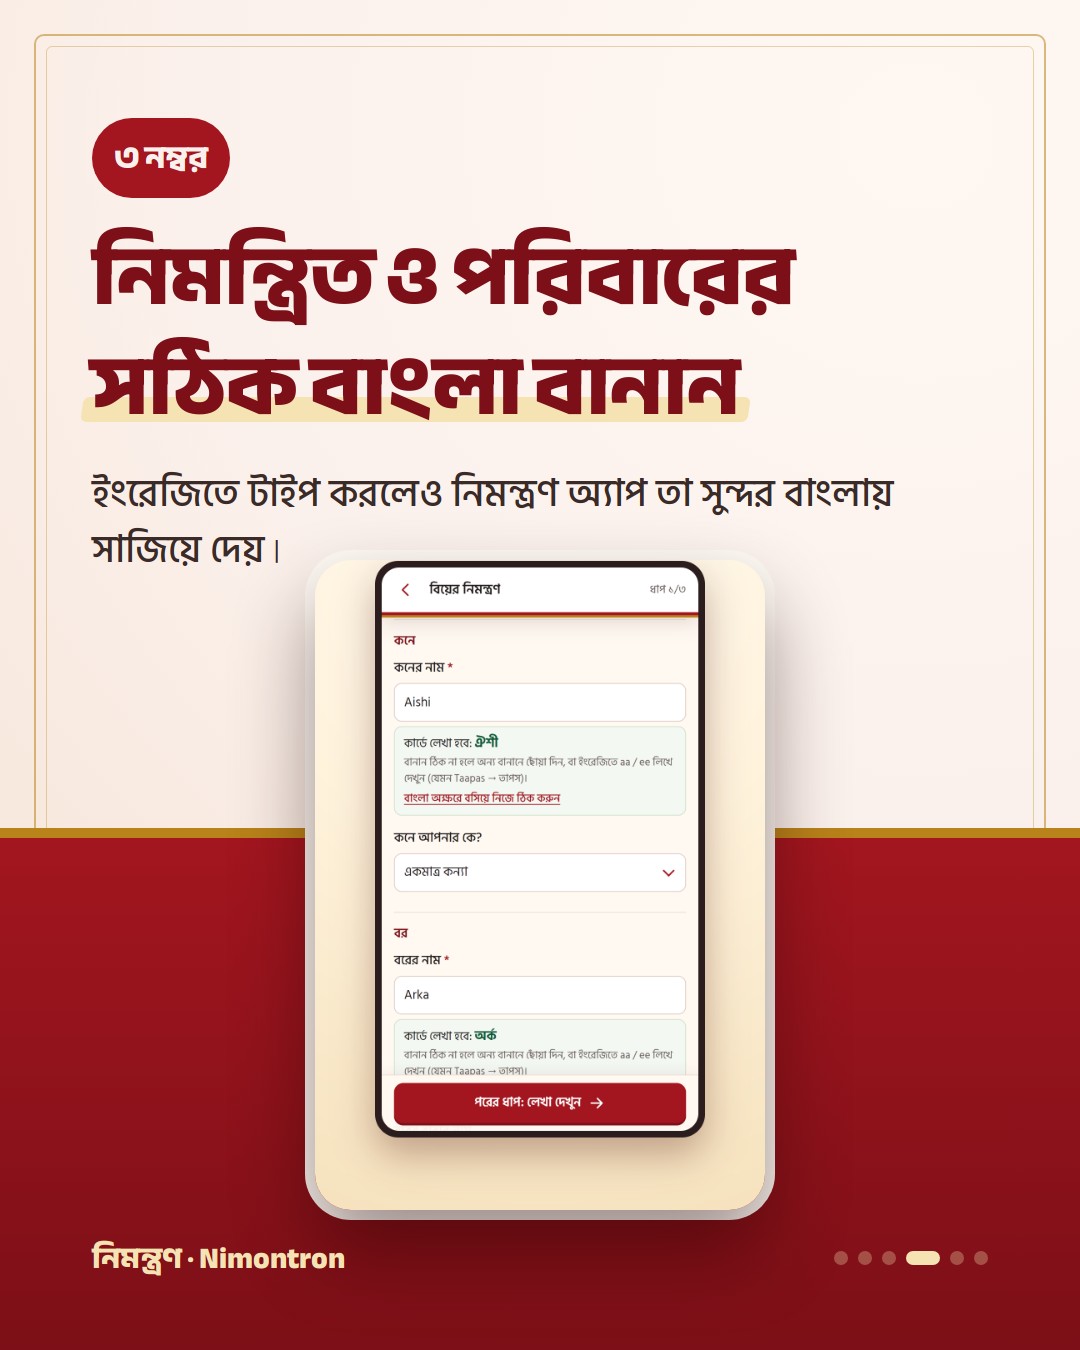 ৩ নম্বর
নিমন্ত্রিত ও পরিবারের
সঠিক বাংলা বানান
ইংরেজিতে টাইপ করলেও নিমন্ত্রণ অ্যাপ তা সুন্দর বাংলায়
সাজিয়ে দেয়।
বিয়ের নিমন্ত্রণ
ধাপ ১/৩
কনে
কনের নাম *
Aishi
কার্ডে লেখা হবে: ঐশী
বানান ঠিক না হলে অন্য বানানে ছোঁয়া দিন, বা ইংরেজিতে aa / ee লিখে
দেখুন (যেমন Taapas → তাপস)।
বাংলা অক্ষরে বসিয়ে নিজে ঠিক করুন
কনে আপনার কে?
একমাত্র কন্যা
বর
বরের নাম *
Arka
কার্ডে লেখা হবে: অর্ক
বানান ঠিক না হলে অন্য বানানে ছোঁয়া দিন, বা ইংরেজিতে aa / ee লিখে
দেখুন (যেমন Taapas → তাপস)।
পরের ধাপ: লেখা দেখুন →
নিমন্ত্রণ · Nimontron